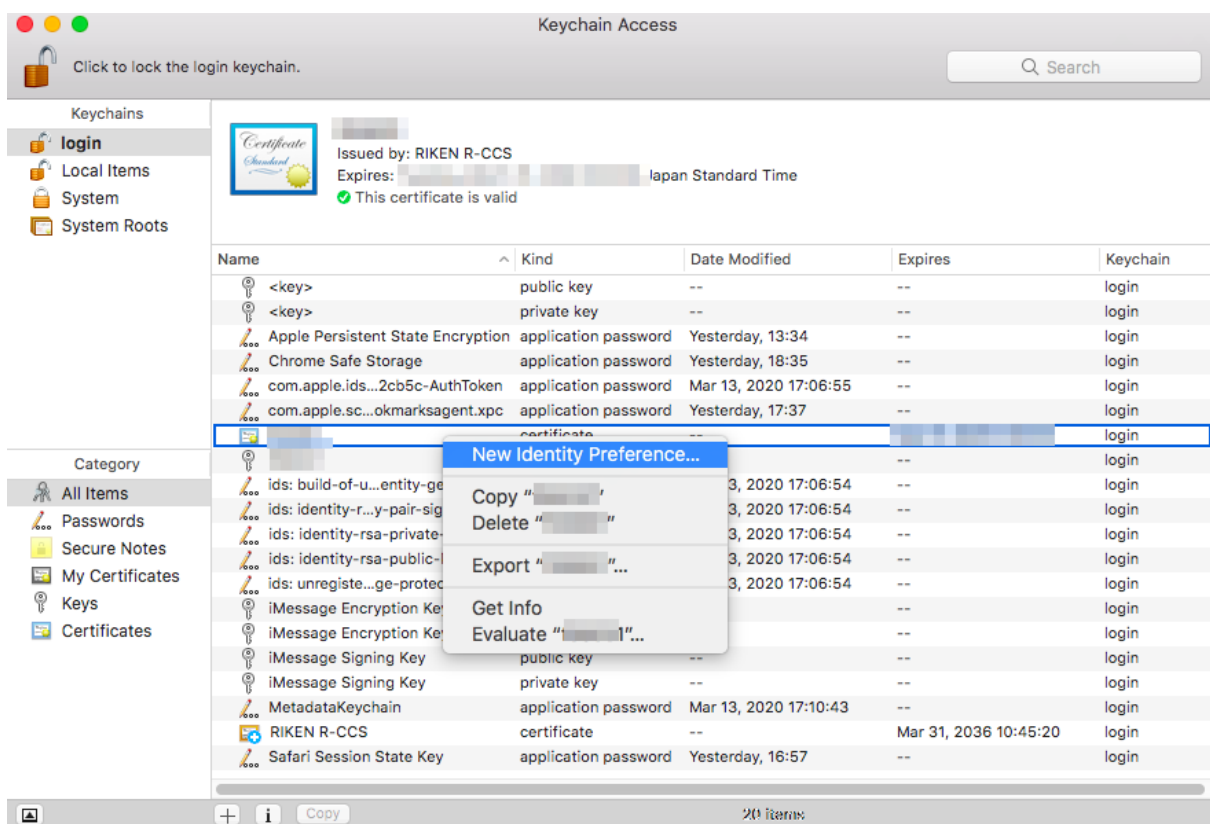 Keychain Access
Click to lock the login keychain.
Search
Keychains
login
Local Items
System
System Roots
Certificate
Standard
Issued by: RIKEN R-CCS
Expires: Japan Standard Time
This certificate is valid
Name Kind Date Modified Expires Keychain
<key> public key -- -- login
<key> private key -- -- login
Apple Persistent State Encryption application password Yesterday, 13:34 -- login
Chrome Safe Storage application password Yesterday, 18:35 -- login
com.apple.ids...2cb5c-AuthToken application password Mar 13, 2020 17:06:55 -- login
com.apple.sc...okmarksagent.xpc application password Yesterday, 17:37 -- login
certificate -- login
-- login
ids: build-of-u...entity-ge 3, 2020 17:06:54 -- login
ids: identity-r...y-pair-sig 3, 2020 17:06:54 -- login
ids: identity-rsa-private- 3, 2020 17:06:54 -- login
ids: identity-rsa-public- 3, 2020 17:06:54 -- login
ids: unregiste...ge-protec 3, 2020 17:06:54 -- login
iMessage Encryption Ke -- login
iMessage Encryption Ke -- login
iMessage Signing Key public key -- -- login
iMessage Signing Key private key -- -- login
MetadataKeychain application password Mar 13, 2020 17:10:43 -- login
RIKEN R-CCS certificate -- Mar 31, 2036 10:45:20 login
Safari Session State Key application password Yesterday, 16:57 -- login
New Identity Preference...
Copy "
Delete " "
Export " "...
Get Info
Evaluate " 1"...
Category
All Items
Passwords
Secure Notes
My Certificates
Keys
Certificates
+ i Copy
20 items